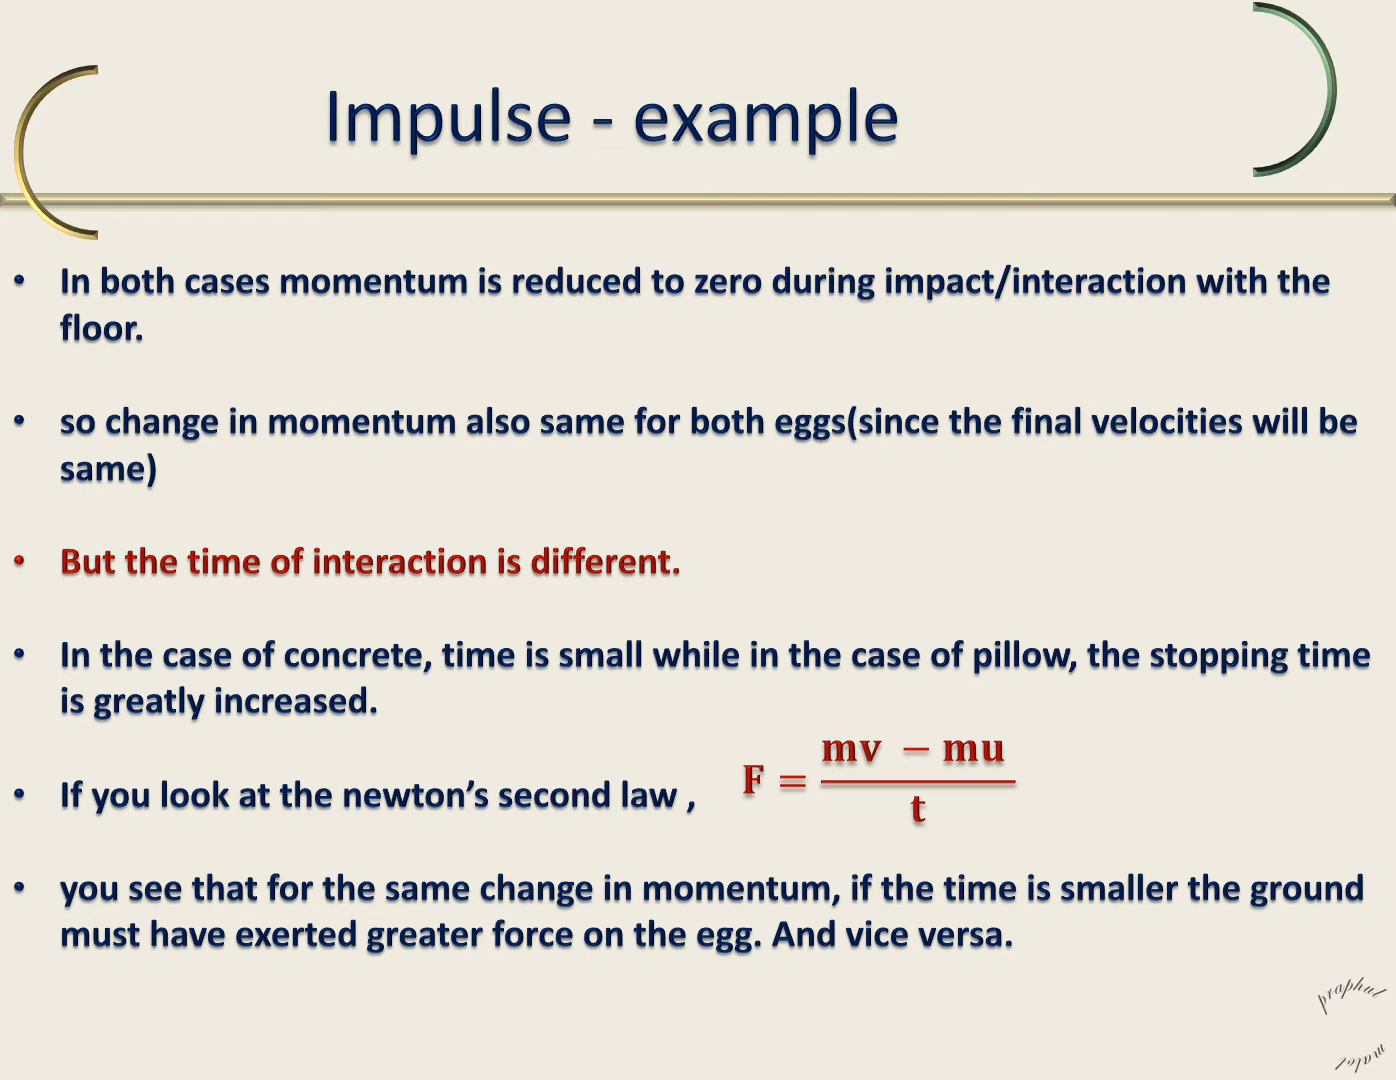 Impulse - example
• In both cases momentum is reduced to zero during impact/interaction with the
floor.
• so change in momentum also same for both eggs(since the final velocities will be
same)
• But the time of interaction is different.
• In the case of concrete, time is small while in the case of pillow, the stopping time
is greatly increased.
• If you look at the newton’s second law , F = (mv − mu)/t
• you see that for the same change in momentum, if the time is smaller the ground
must have exerted greater force on the egg. And vice versa.
praphul